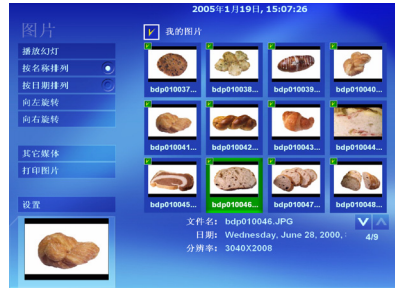 2005年1月19日, 15:07:26
图片
我的图片
播放幻灯
按名称排列
按日期排列
向左旋转
向右旋转
其它媒体
打印图片
设置
bdp010037...
bdp010038...
bdp010039...
bdp010040...
bdp010041...
bdp010042...
bdp010043...
bdp010044...
bdp010045...
bdp010046...
bdp010047...
bdp010048...
文件名: bdp010046.JPG
日期: Wednesday, June 28, 2000,
分辨率: 3040X2008
4/9